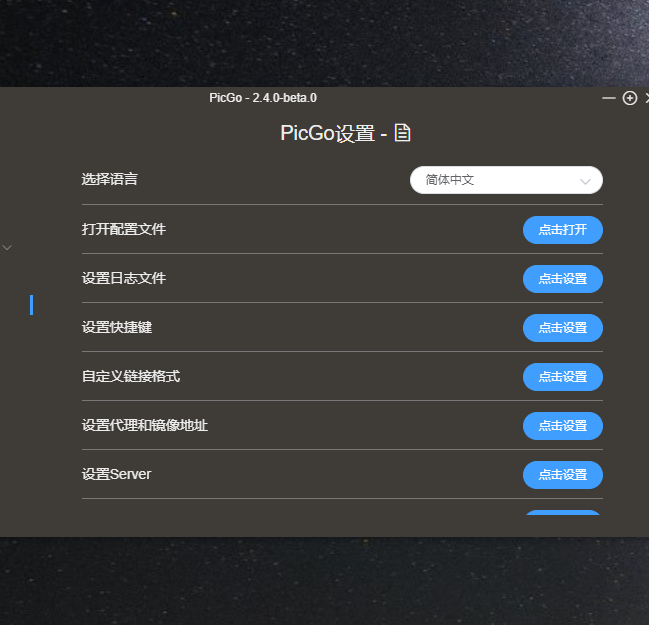 PicGo - 2.4.0-beta.0
PicGo设置 -
选择语言
简体中文
打开配置文件
点击打开
设置日志文件
点击设置
设置快捷键
点击设置
自定义链接格式
点击设置
设置代理和镜像地址
点击设置
设置Server
点击设置